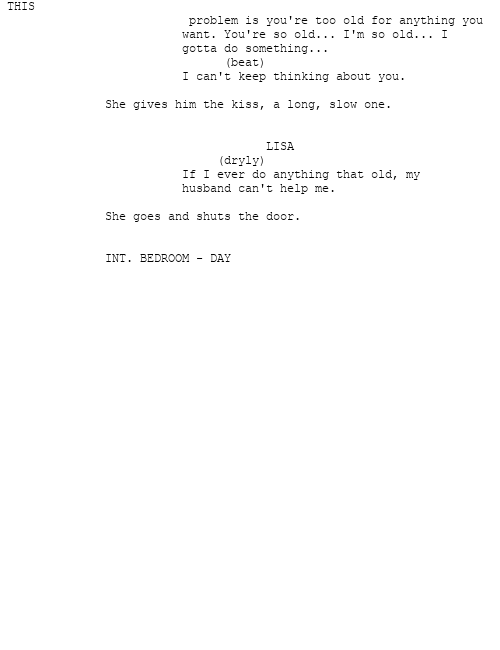 THIS
problem is you're too old for anything you
want. You're so old... I'm so old... I
gotta do something...
(beat)
I can't keep thinking about you.
She gives him the kiss, a long, slow one.
LISA
(dryly)
If I ever do anything that old, my
husband can't help me.
She goes and shuts the door.
INT. BEDROOM - DAY